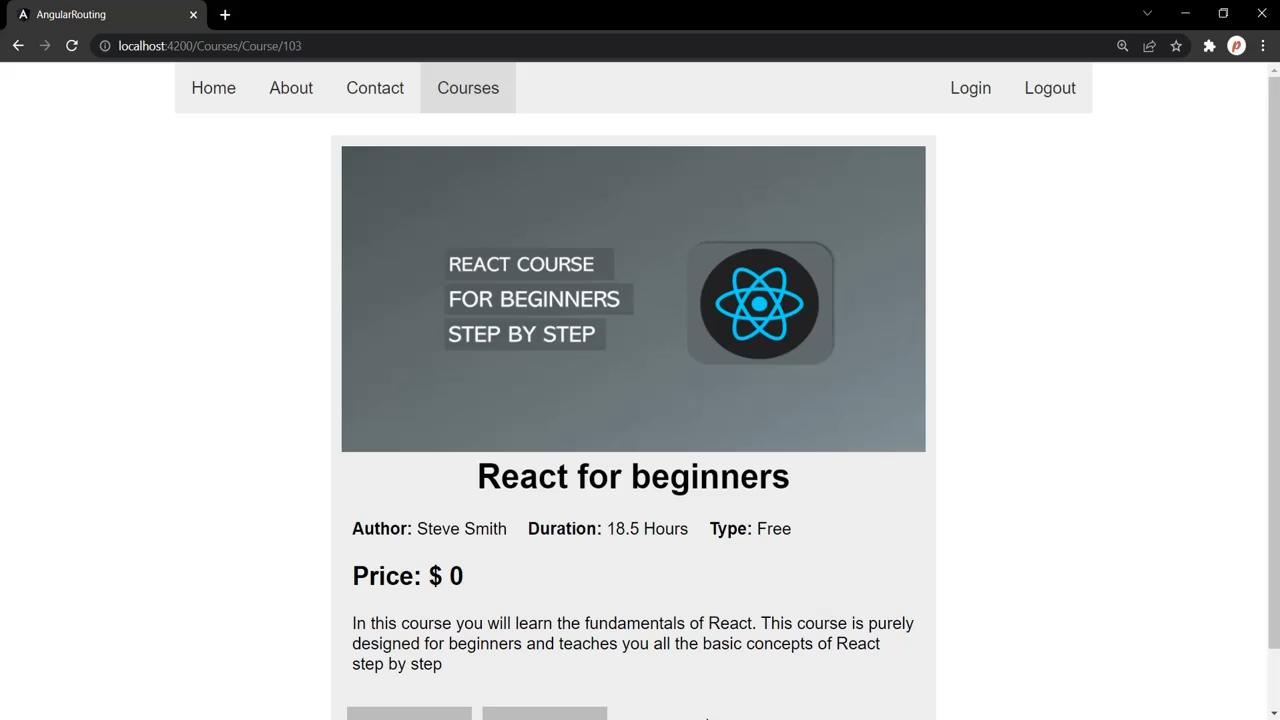 AngularRouting
localhost:4200/Courses/Course/103
Home About Contact Courses Login Logout
REACT COURSE
FOR BEGINNERS
STEP BY STEP
React for beginners
Author: Steve Smith Duration: 18.5 Hours Type: Free
Price: $ 0
In this course you will learn the fundamentals of React. This course is purely
designed for beginners and teaches you all the basic concepts of React
step by step